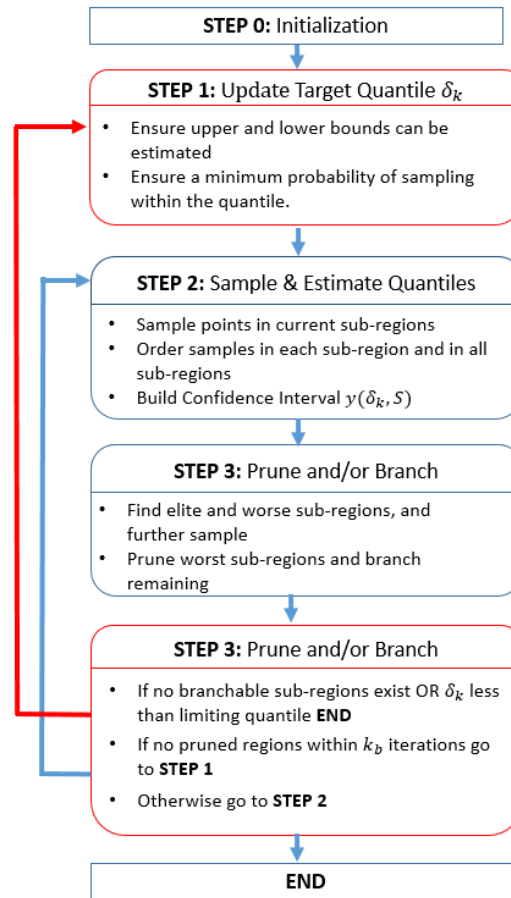 STEP 0: Initialization
STEP 1: Update Target Quantile δₖ
• Ensure upper and lower bounds can be
estimated
• Ensure a minimum probability of sampling
within the quantile.
STEP 2: Sample & Estimate Quantiles
• Sample points in current sub-regions
• Order samples in each sub-region and in all
sub-regions
• Build Confidence Interval y(δₖ, S)
STEP 3: Prune and/or Branch
• Find elite and worse sub-regions, and
further sample
• Prune worst sub-regions and branch
remaining
STEP 3: Prune and/or Branch
• If no branchable sub-regions exist OR δₖ less
than limiting quantile END
• If no pruned regions within k_b iterations go
to STEP 1
• Otherwise go to STEP 2
END